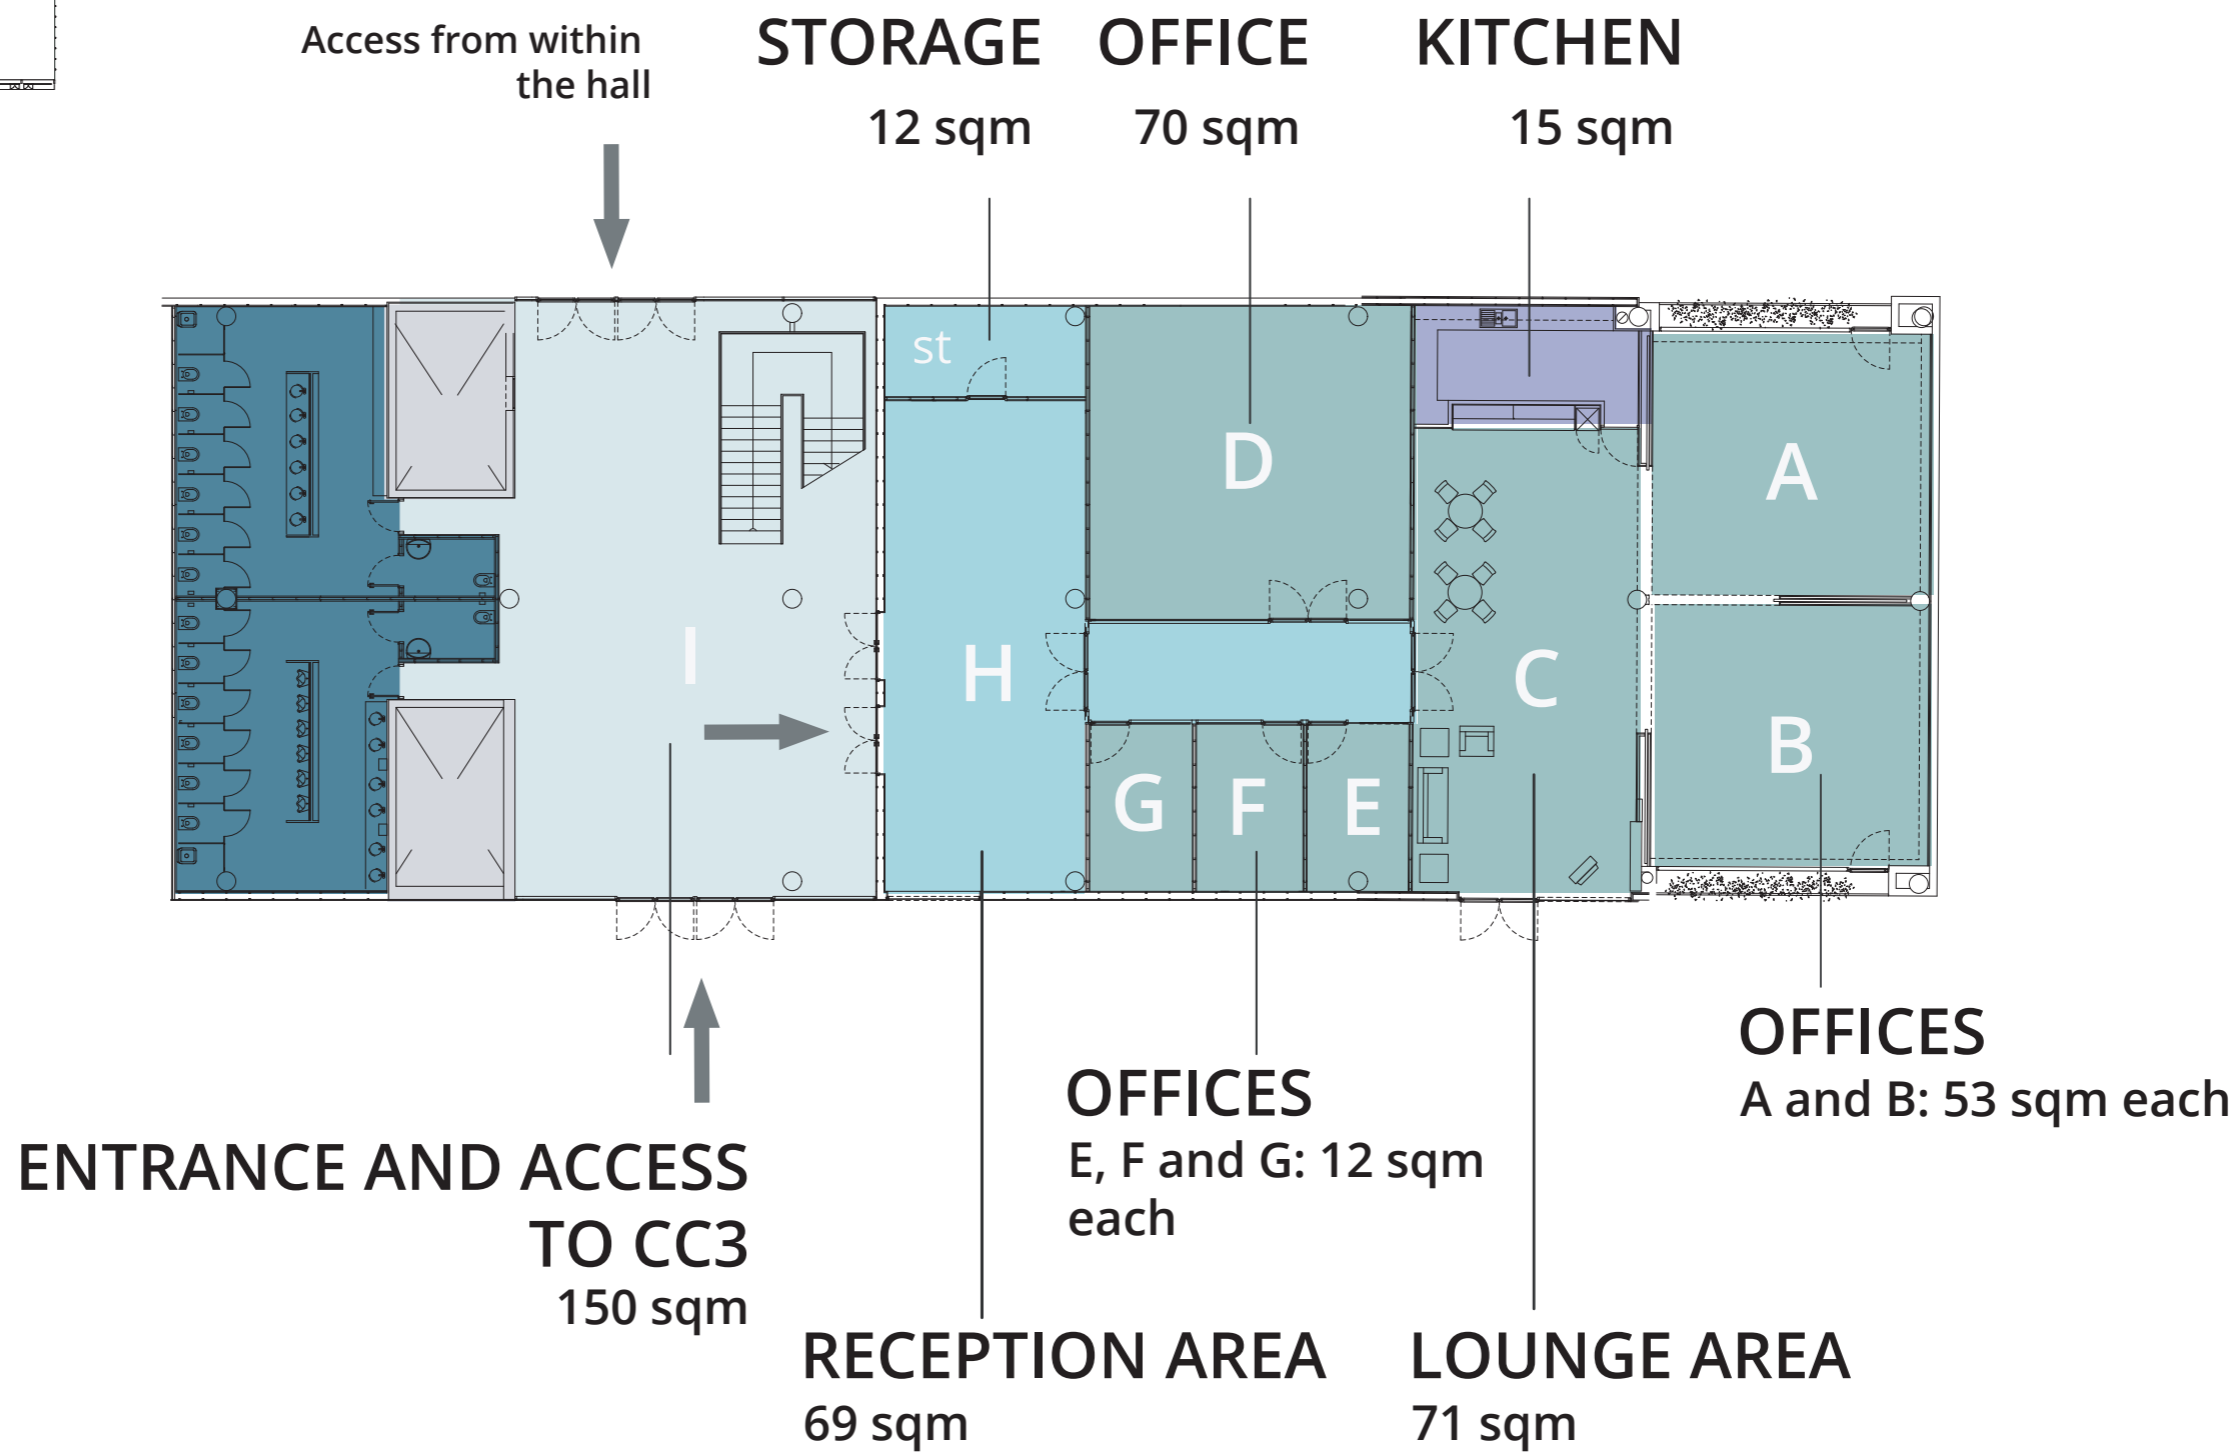 Access from within
the hall
STORAGE
12 sqm
OFFICE
70 sqm
KITCHEN
15 sqm
st
D
A
I
H
C
B
G
F
E
ENTRANCE AND ACCESS
TO CC3
150 sqm
RECEPTION AREA
69 sqm
OFFICES
E, F and G: 12 sqm
each
LOUNGE AREA
71 sqm
OFFICES
A and B: 53 sqm each